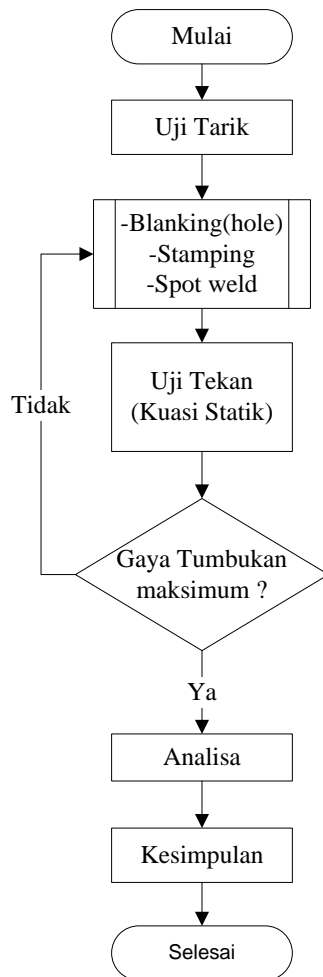 Mulai
Uji Tarik
-Blanking(hole)
-Stamping
-Spot weld
Uji Tekan
(Kuasi Statik)
Tidak
Gaya Tumbukan
maksimum ?
Ya
Analisa
Kesimpulan
Selesai